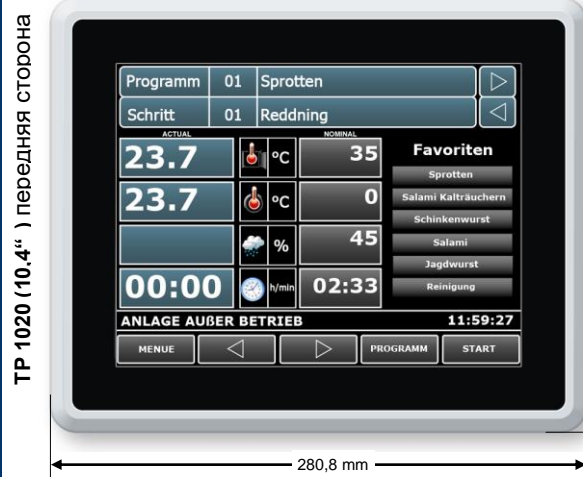 TP 1020 (10.4“ ) передняя сторона
Programm 01 Sprotten
Schritt 01 Reddning
ACTUAL NOMINAL
23.7 °C 35
23.7 °C 0
% 45
00:00 h/min 02:33
Favoriten
Sprotten
Salami Kalträuchern
Schinkenwurst
Salami
Jagdwurst
Reinigung
ANLAGE AUßER BETRIEB 11:59:27
MENUE PROGRAMM START
280,8 mm